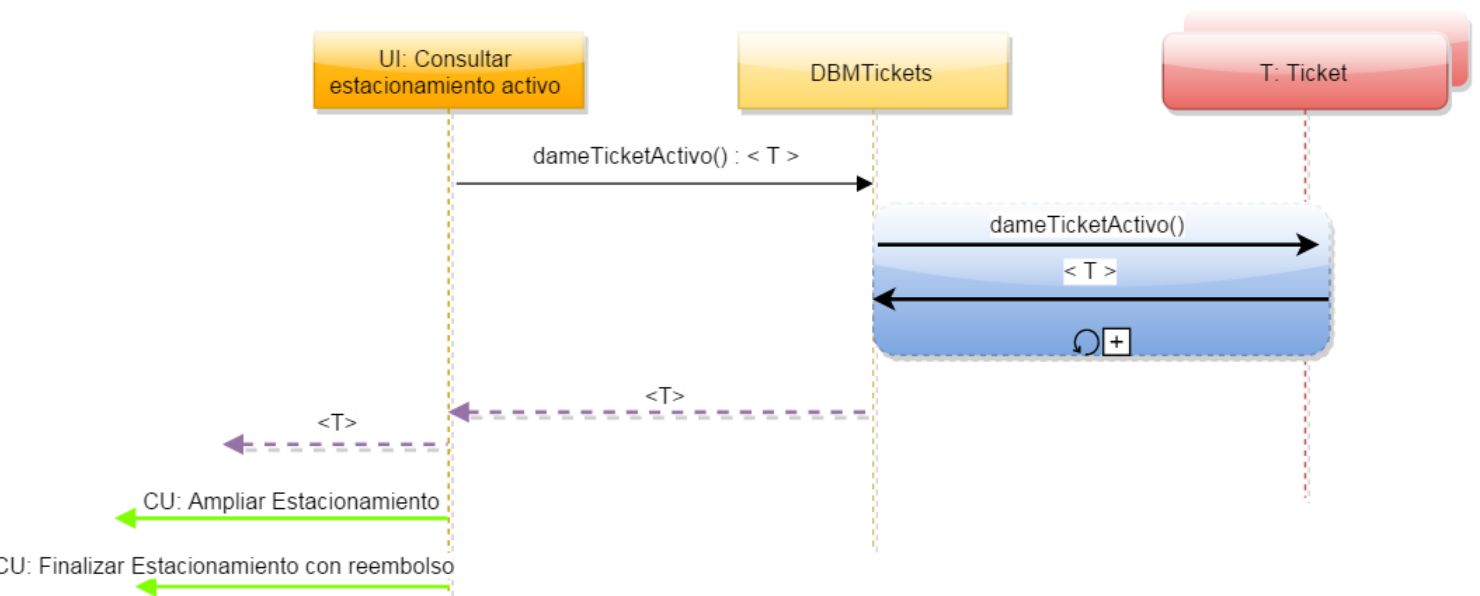 UI: Consultar
estacionamiento activo
DBMTickets
T: Ticket
dameTicketActivo() : < T >
dameTicketActivo()
< T >
<T>
<T>
CU: Ampliar Estacionamiento
CU: Finalizar Estacionamiento con reembolso